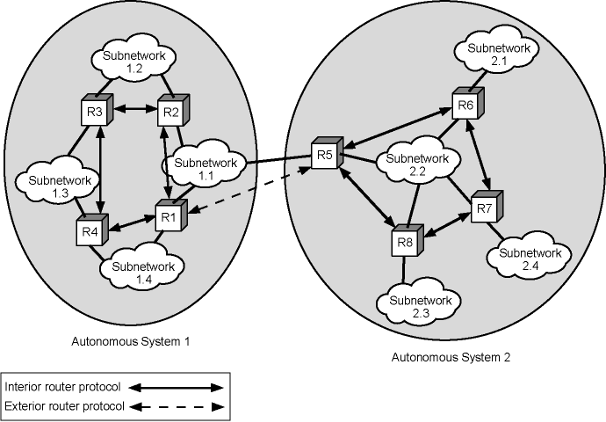 Subnetwork
1.2
R3
R2
Subnetwork
1.3
Subnetwork
1.1
R4
R1
Subnetwork
1.4
Autonomous System 1
Subnetwork
2.1
R6
R5
Subnetwork
2.2
R7
R8
Subnetwork
2.4
Subnetwork
2.3
Autonomous System 2
Interior router protocol
Exterior router protocol